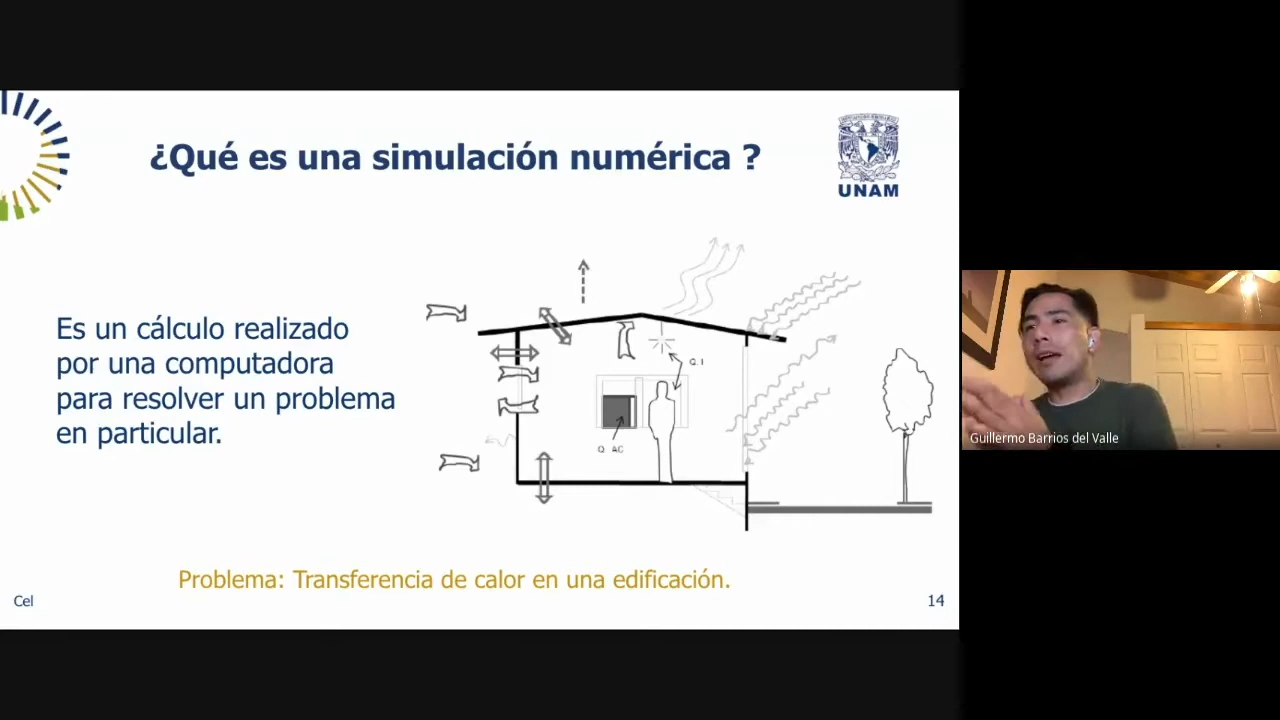 ¿Qué es una simulación numérica ?
UNAM
Es un cálculo realizado
por una computadora
para resolver un problema
en particular.
Q. I
Q AC
Problema: Transferencia de calor en una edificación.
Cel
14
Guillermo Barrios del Valle